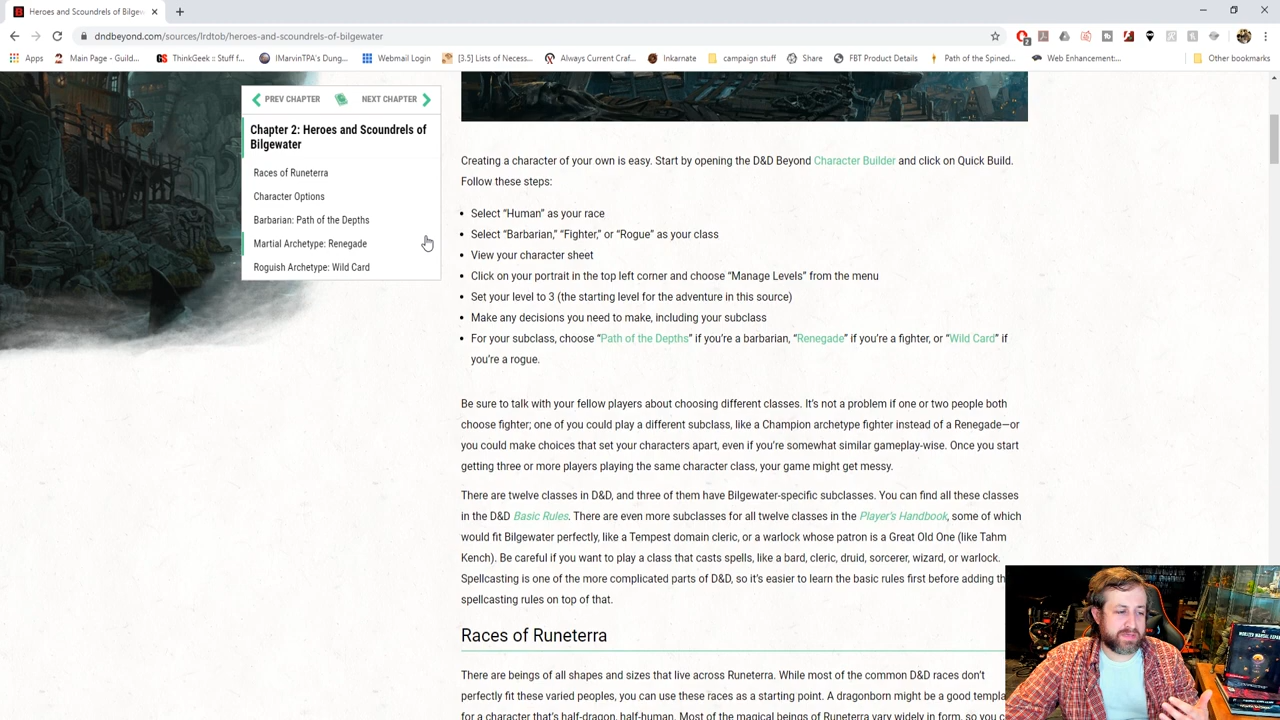 Heroes and Scoundrels of Bilgew
dndbeyond.com/sources/lrdtob/heroes-and-scoundrels-of-bilgewater
Apps Main Page - Guild... ThinkGeek :: Stuff f... IMarvinTPA's Dung... Webmail Login [3.5] Lists of Necess... Always Current Craf... Inkarnate campaign stuff Share FBT Product Details Path of the Spined... Web Enhancement:... Other bookmarks
PREV CHAPTER NEXT CHAPTER
Chapter 2: Heroes and Scoundrels of
Bilgewater
Races of Runeterra
Character Options
Barbarian: Path of the Depths
Martial Archetype: Renegade
Roguish Archetype: Wild Card
Creating a character of your own is easy. Start by opening the D&D Beyond Character Builder and click on Quick Build.
Follow these steps:
• Select “Human” as your race
• Select “Barbarian,” “Fighter,” or “Rogue” as your class
• View your character sheet
• Click on your portrait in the top left corner and choose “Manage Levels” from the menu
• Set your level to 3 (the starting level for the adventure in this source)
• Make any decisions you need to make, including your subclass
• For your subclass, choose “Path of the Depths” if you’re a barbarian, “Renegade” if you’re a fighter, or “Wild Card” if
you’re a rogue.
Be sure to talk with your fellow players about choosing different classes. It’s not a problem if one or two people both
choose fighter; one of you could play a different subclass, like a Champion archetype fighter instead of a Renegade—or
you could make choices that set your characters apart, even if you’re somewhat similar gameplay-wise. Once you start
getting three or more players playing the same character class, your game might get messy.
There are twelve classes in D&D, and three of them have Bilgewater-specific subclasses. You can find all these classes
in the D&D Basic Rules. There are even more subclasses for all twelve classes in the Player’s Handbook, some of which
would fit Bilgewater perfectly, like a Tempest domain cleric, or a warlock whose patron is a Great Old One (like Tahm
Kench). Be careful if you want to play a class that casts spells, like a bard, cleric, druid, sorcerer, wizard, or warlock.
Spellcasting is one of the more complicated parts of D&D, so it’s easier to learn the basic rules first before adding th
spellcasting rules on top of that.
Races of Runeterra
There are beings of all shapes and sizes that live across Runeterra. While most of the common D&D races don’t
perfectly fit these varied peoples, you can use these races as a starting point. A dragonborn might be a good templa
for a character that’s half-dragon, half-human. Most of the magical beings of Runeterra vary widely in form, so you c